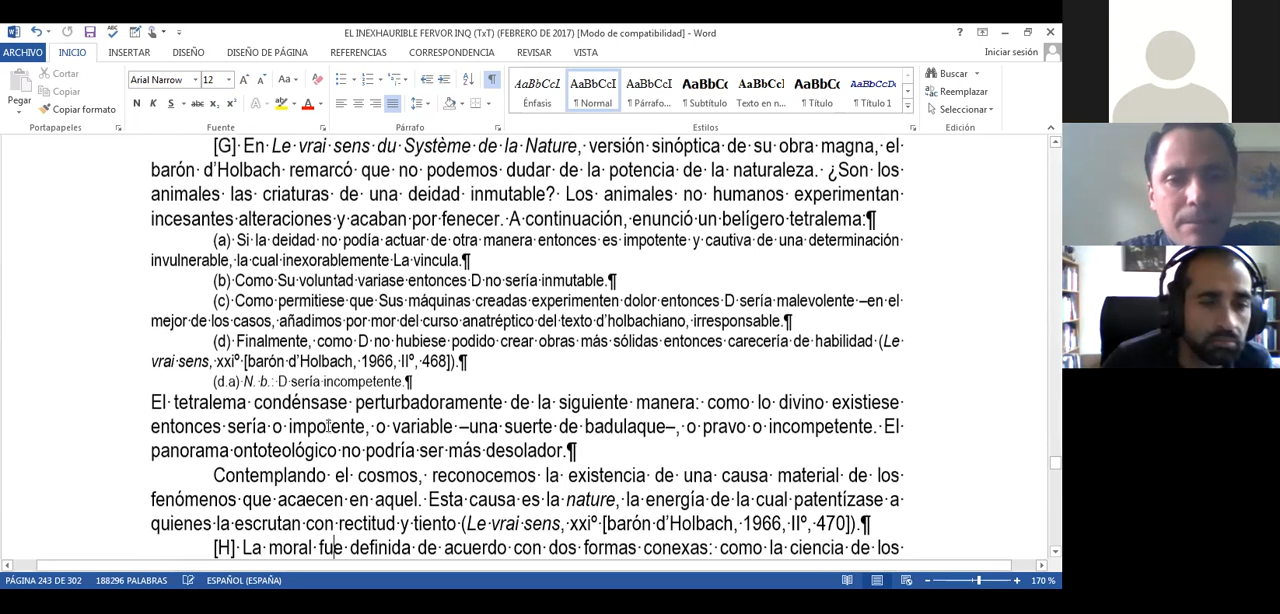 EL INEXHAURIBLE FERVOR INQ (TxT) (FEBRERO DE 2017) [Modo de compatibilidad] - Word
ARCHIVO INICIO INSERTAR DISEÑO DISEÑO DE PÁGINA REFERENCIAS CORRESPONDENCIA REVISAR VISTA Iniciar sesión
Pegar
Cortar
Copiar
Copiar formato
Portapapeles
Arial Narrow 12
N K S abc x₂ x²
Fuente
Párrafo
AaBbCcI AaBbCcI AaBbCcI AaBbCc AaBbCcI AaBbCc AaBbCcDc
Énfasis ¶ Normal ¶ Párrafo... ¶ Subtítulo Texto en n... ¶ Título ¶ Título 1
Estilos
Buscar
Reemplazar
Seleccionar
Edición
[G] En Le vrai sens du Système de la Nature, versión sinóptica de su obra magna, el
barón d’Holbach remarcó que no podemos dudar de la potencia de la naturaleza. ¿Son los
animales las criaturas de una deidad inmutable? Los animales no humanos experimentan
incesantes alteraciones y acaban por fenecer. A continuación, enunció un belígero tetralema:¶
(a) Si la deidad no podía actuar de otra manera entonces es impotente y cautiva de una determinación
invulnerable, la cual inexorablemente La vincula.¶
(b) Como Su voluntad variase entonces D no sería inmutable.¶
(c) Como permitiese que Sus máquinas creadas experimenten dolor entonces D sería malevolente –en el
mejor de los casos, añadimos por mor del curso anatréptico del texto d’holbachiano, irresponsable.¶
(d) Finalmente, como D no hubiese podido crear obras más sólidas entonces carecería de habilidad (Le
vrai sens, xxiº [barón d’Holbach, 1966, IIº, 468]).¶
(d.a) N. b.: D sería incompetente.¶
El tetralema condénsase perturbadoramente de la siguiente manera: como lo divino existiese
entonces sería o impotente, o variable –una suerte de badulaque–, o pravo o incompetente. El
panorama ontoteológico no podría ser más desolador.¶
Contemplando el cosmos, reconocemos la existencia de una causa material de los
fenómenos que acaecen en aquel. Esta causa es la nature, la energía de la cual patentízase a
quienes la escrutan con rectitud y tiento (Le vrai sens, xxiº [barón d’Holbach, 1966, IIº, 470]).¶
[H] La moral fue definida de acuerdo con dos formas conexas: como la ciencia de los
PÁGINA 243 DE 302 188296 PALABRAS ESPAÑOL (ESPAÑA) 170 %